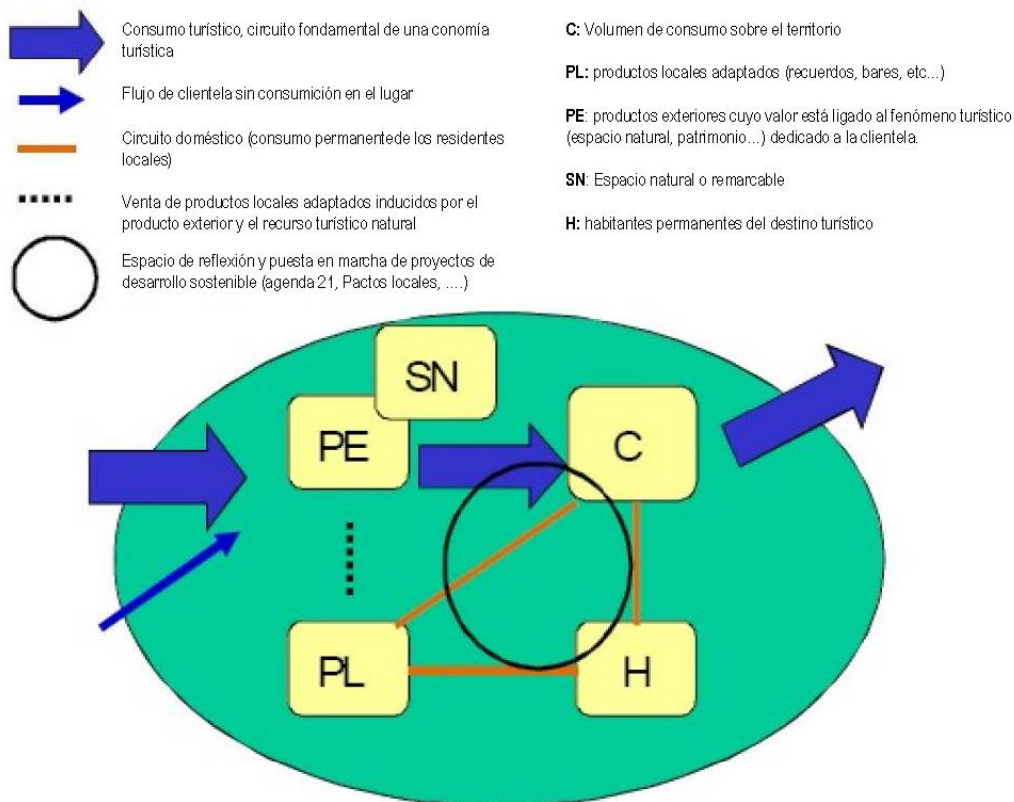 Consumo turístico, circuito fundamental de una conomía
turística
Flujo de clientela sin consumición en el lugar
Circuito doméstico (consumo permanentede los residentes
locales)
Venta de productos locales adaptados inducidos por el
producto exterior y el recurso turístico natural
Espacio de reflexión y puesta en marcha de proyectos de
desarrollo sostenible (agenda 21, Pactos locales, ....)
C: Volumen de consumo sobre el territorio
PL: productos locales adaptados (recuerdos, bares, etc...)
PE: productos exteriores cuyo valor está ligado al fenómeno turístico
(espacio natural, patrimonio...) dedicado a la clientela.
SN: Espacio natural o remarcable
H: habitantes permanentes del destino turístico
SN
PE
C
PL
H